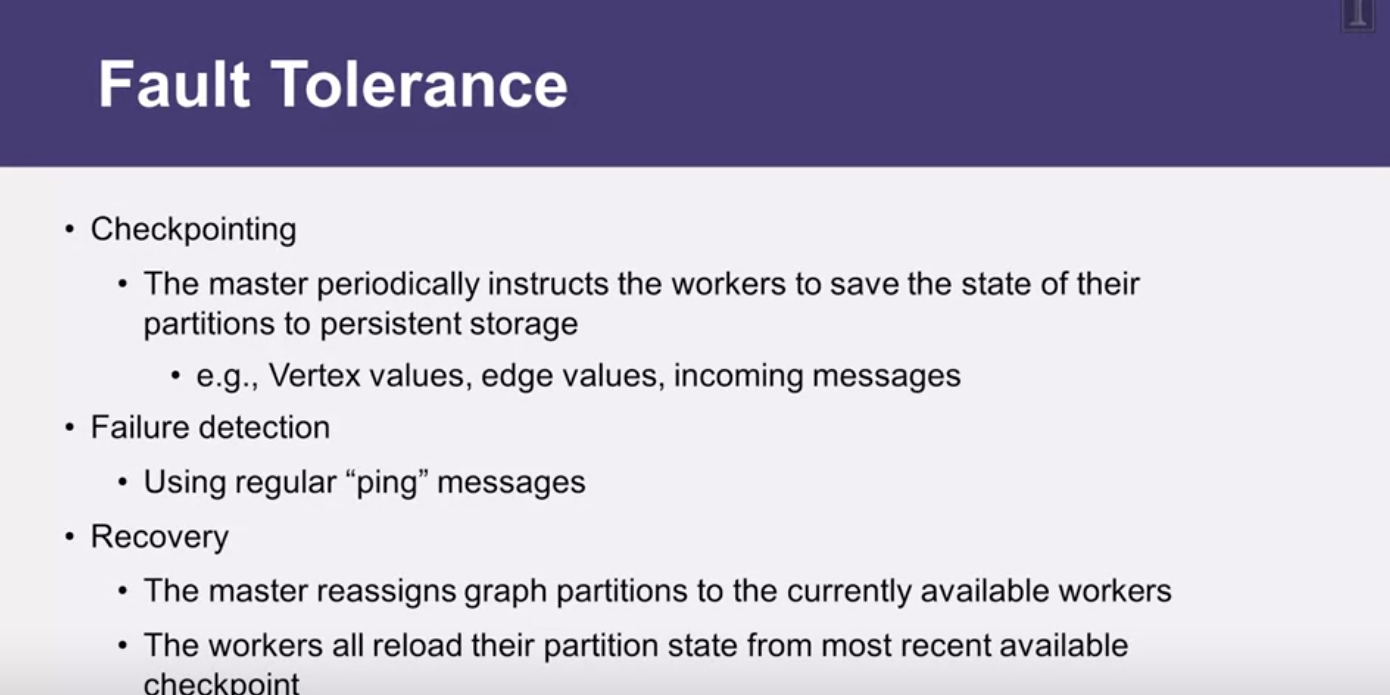 Fault Tolerance
• Checkpointing
• The master periodically instructs the workers to save the state of their
partitions to persistent storage
• e.g., Vertex values, edge values, incoming messages
• Failure detection
• Using regular “ping” messages
• Recovery
• The master reassigns graph partitions to the currently available workers
• The workers all reload their partition state from most recent available
checkpoint